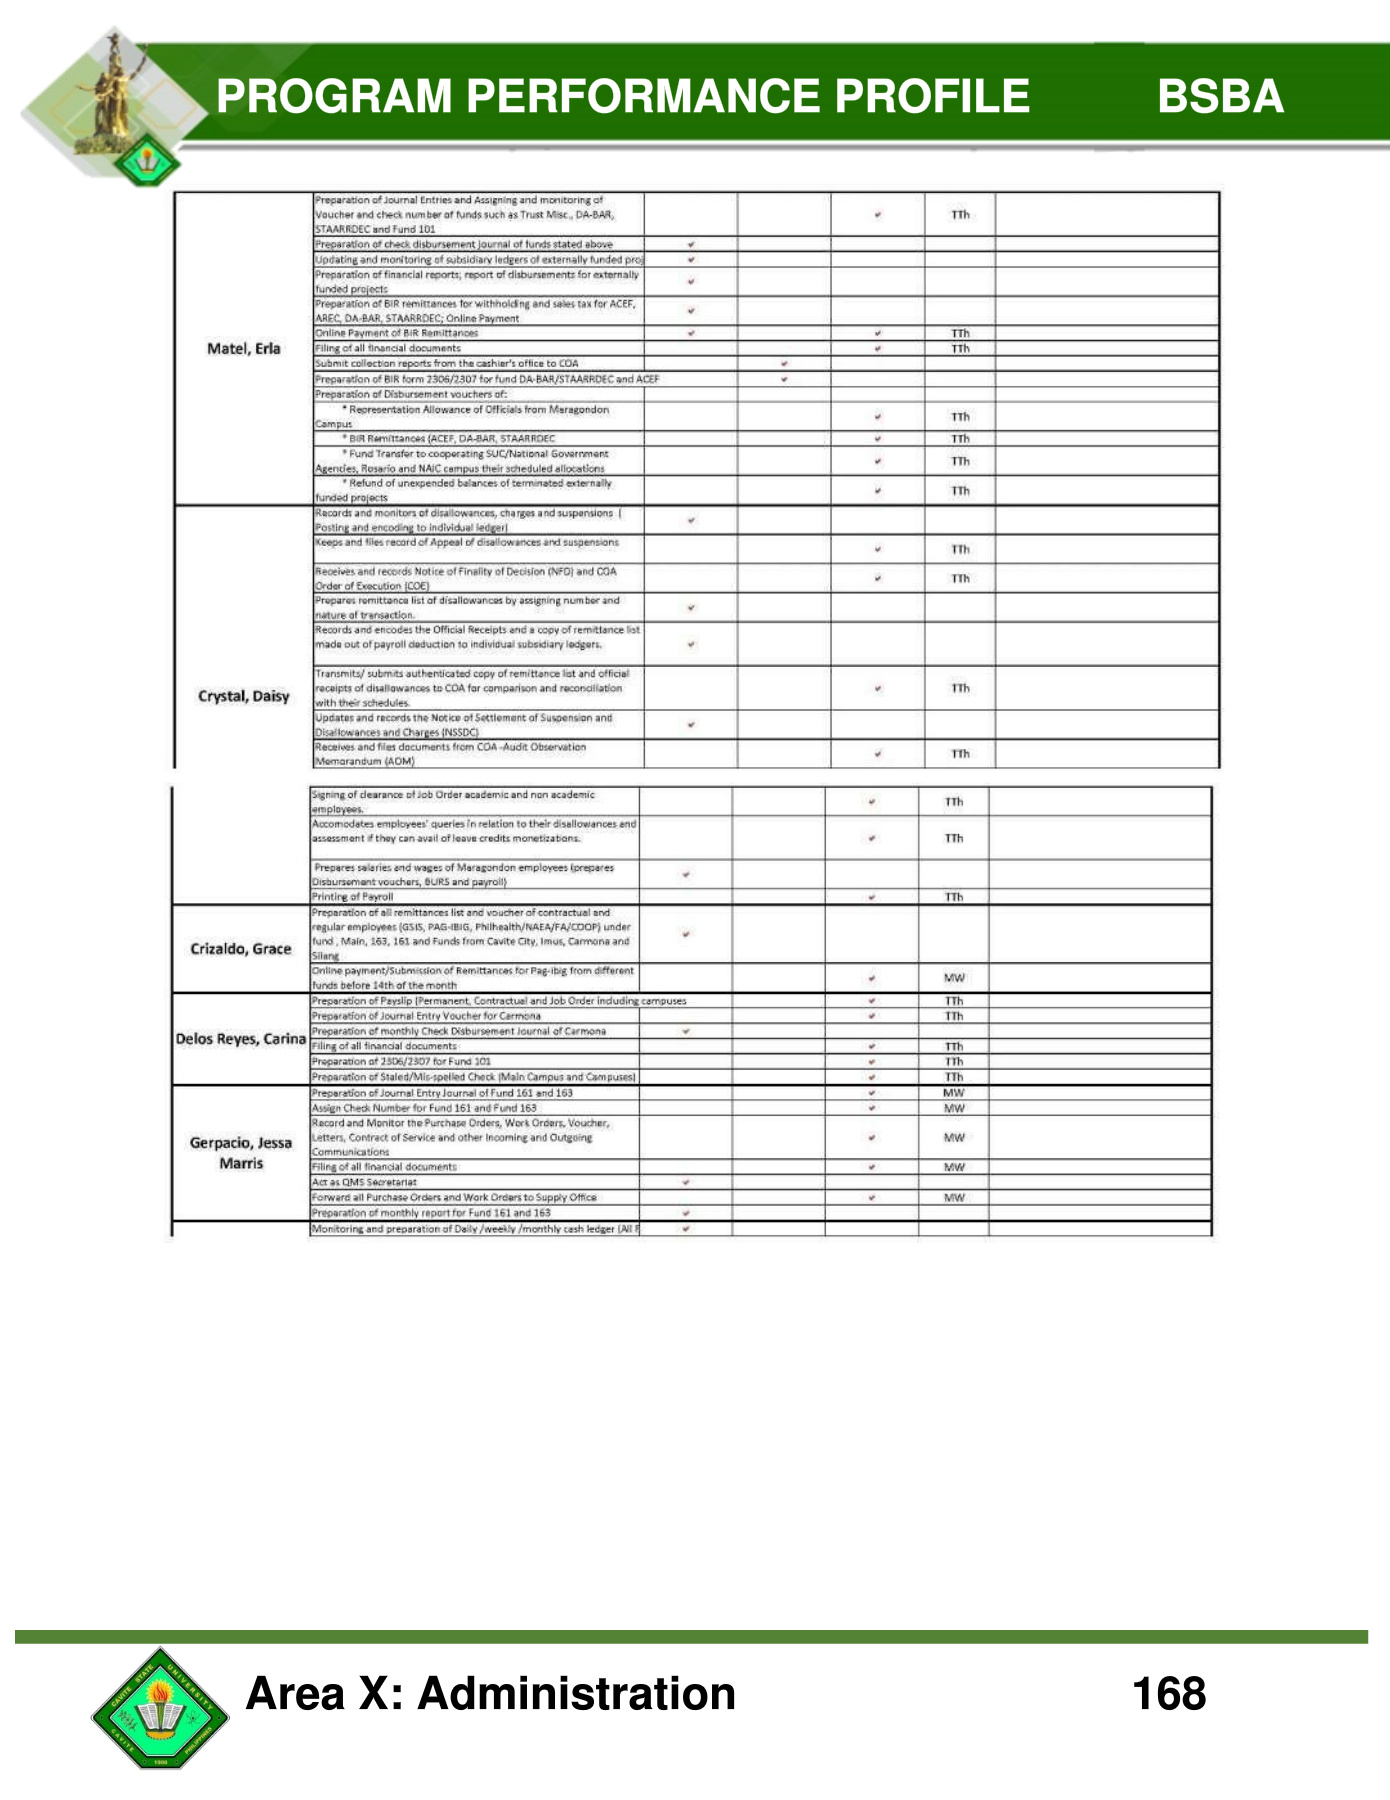 PROGRAM PERFORMANCE PROFILE BSBA
Preparation of Journal Entries and Assigning and monitoring of
Voucher and check number of funds such as Trust Misc., DA-BAR, TTh
STAARRDEC and Fund 101
Preparation of check disbursement journal of funds stated above
Updating and monitoring of subsidiary ledgers of externally funded proj
Preparation of financial reports; report of disbursements for externally
funded projects
Preparation of BIR remittances for withholding and sales tax for ACEF,
AREC, DA-BAR, STAARRDEC; Online Payment
Online Payment of BIR Remittances TTh
Matel, Erla
Filing of all financial documents TTh
Submit collection reports from the cashier's office to COA
Preparation of BIR form 2306/2307 for fund DA-BAR/STAARRDEC and ACEF
Preparation of Disbursement vouchers of:
* Representation Allowance of Officials from Maragondon
Campus TTh
* BIR Remittances (ACEF, DA-BAR, STAARRDEC TTh
* Fund Transfer to cooperating SUC/National Government
Agencies, Rosario and NAIC campus their scheduled allocations TTh
* Refund of unexpended balances of terminated externally
funded projects TTh
Records and monitors of disallowances, charges and suspensions (
Posting and encoding to individual ledger)
Keeps and files record of Appeal of disallowances and suspensions TTh
Receives and records Notice of Finality of Decision (NFD) and COA
Order of Execution (COE) TTh
Prepares remittance list of disallowances by assigning number and
nature of transaction.
Records and encodes the Official Receipts and a copy of remittance list
made out of payroll deduction to individual subsidiary ledgers.
Crystal, Daisy
Transmits/ submits authenticated copy of remittance list and official
receipts of disallowances to COA for comparison and reconciliation TTh
with their schedules.
Updates and records the Notice of Settlement of Suspension and
Disallowances and Charges (NSSDC)
Receives and files documents from COA -Audit Observation
Memorandum (AOM) TTh
Signing of clearance of Job Order academic and non academic
employees. TTh
Accomodates employees' queries in relation to their disallowances and
assessment if they can avail of leave credits monetizations. TTh
Prepares salaries and wages of Maragondon employees (prepares
Disbursement vouchers, BURS and payroll)
Printing of Payroll TTh
Crizaldo, Grace
Preparation of all remittances list and voucher of contractual and
regular employees (GSIS, PAG-IBIG, Philhealth/NAEA/FA/COOP) under
fund , Main, 163, 161 and Funds from Cavite City, Imus, Carmona and
Silang
Online payment/Submission of Remittances for Pag-ibig from different
funds before 14th of the month MW
Preparation of Payslip (Permanent, Contractual and Job Order including campuses TTh
Preparation of Journal Entry Voucher for Carmona TTh
Delos Reyes, Carina
Preparation of monthly Check Disbursement Journal of Carmona
Filing of all financial documents TTh
Preparation of 2306/2307 for Fund 101 TTh
Preparation of Staled/Mis-spelled Check (Main Campus and Campuses) TTh
Preparation of Journal Entry Journal of Fund 161 and 163 MW
Assign Check Number for Fund 161 and Fund 163 MW
Gerpacio, Jessa
Marris
Record and Monitor the Purchase Orders, Work Orders, Voucher,
Letters, Contract of Service and other Incoming and Outgoing MW
Communications
Filing of all financial documents MW
Act as QMS Secretariat
Forward all Purchase Orders and Work Orders to Supply Office MW
Preparation of monthly report for Fund 161 and 163
Monitoring and preparation of Daily /weekly /monthly cash ledger (All F
CAVITE STATE UNIVERSITY
CAVITE PHILIPPINES
1906
Area X: Administration 168